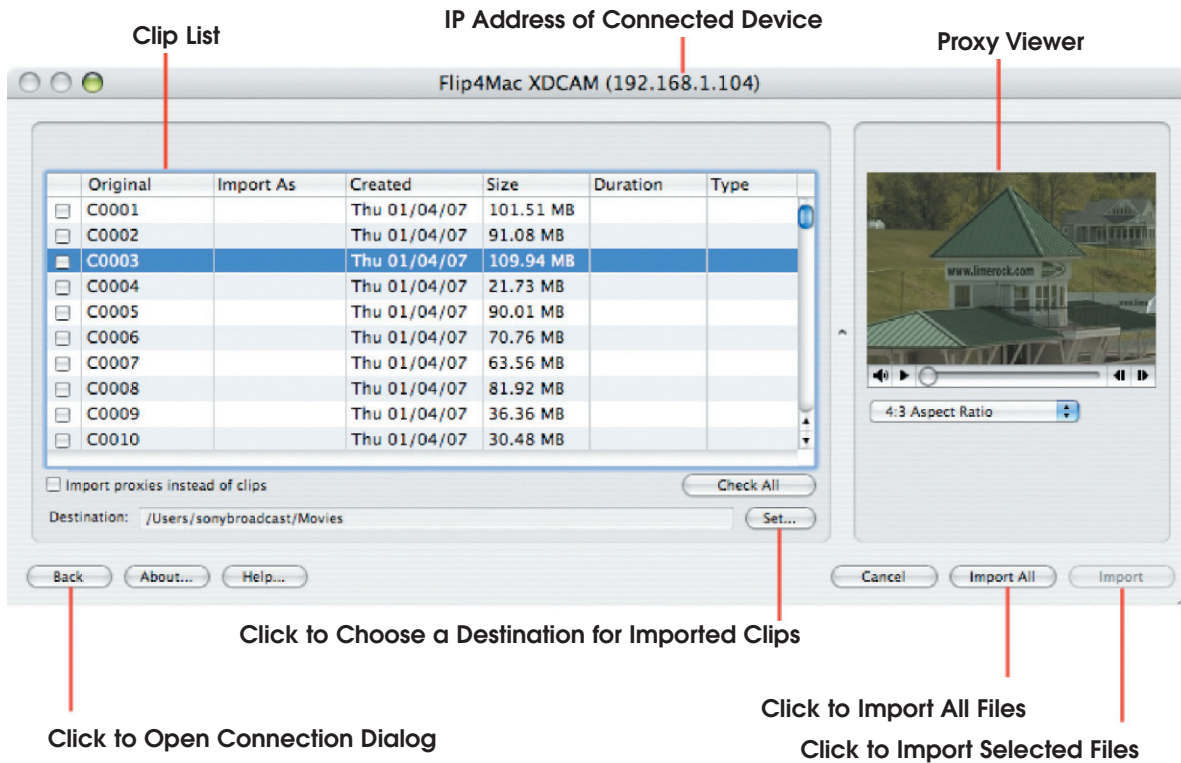 IP Address of Connected Device
Clip List
Proxy Viewer
Flip4Mac XDCAM (192.168.1.104)
Original Import As Created Size Duration Type
C0001 Thu 01/04/07 101.51 MB
C0002 Thu 01/04/07 91.08 MB
C0003 Thu 01/04/07 109.94 MB
C0004 Thu 01/04/07 21.73 MB
C0005 Thu 01/04/07 90.01 MB
C0006 Thu 01/04/07 70.76 MB
C0007 Thu 01/04/07 63.56 MB
C0008 Thu 01/04/07 81.92 MB
C0009 Thu 01/04/07 36.36 MB
C0010 Thu 01/04/07 30.48 MB
www.limerock.com
4:3 Aspect Ratio
Import proxies instead of clips
Check All
Destination: /Users/sonybroadcast/Movies
Set...
Back About... Help... Cancel Import All Import
Click to Choose a Destination for Imported Clips
Click to Import All Files
Click to Open Connection Dialog
Click to Import Selected Files